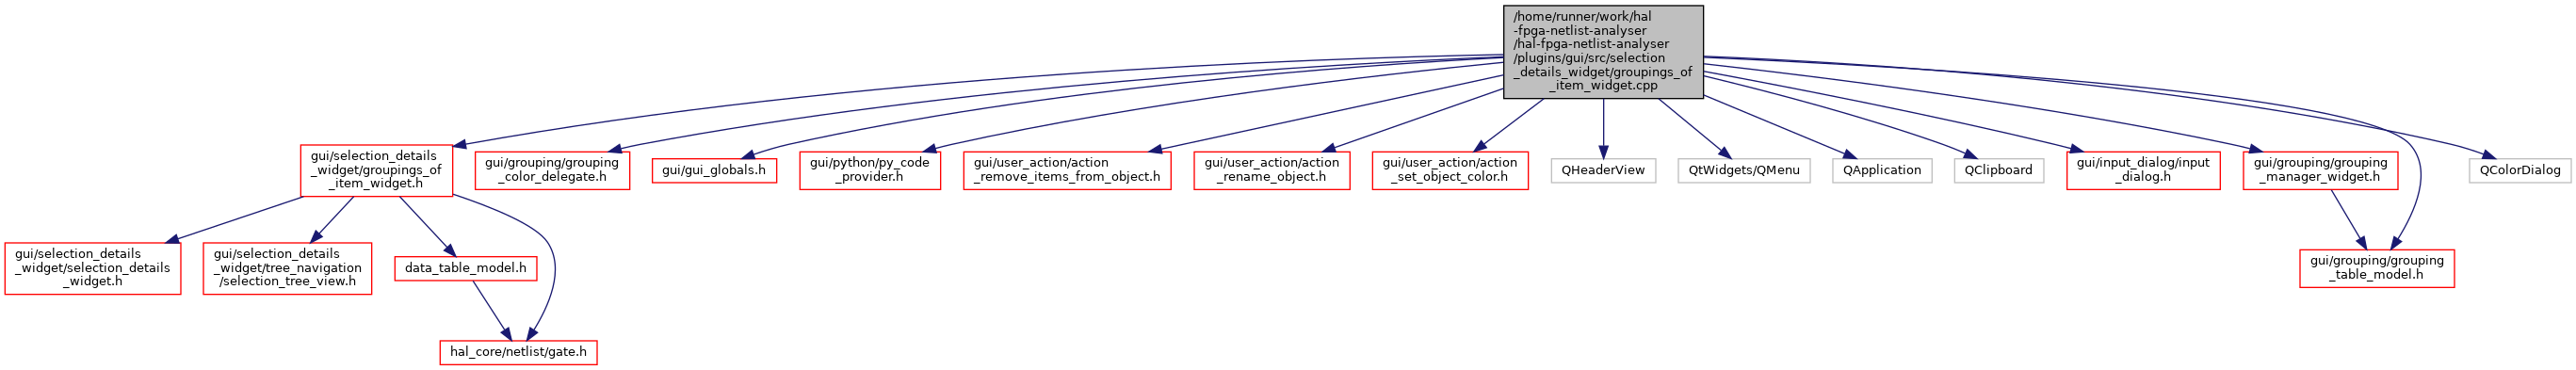 /home/runner/work/hal
-fpga-netlist-analyser
/hal-fpga-netlist-analyser
/plugins/gui/src/selection
_details_widget/groupings_of
_item_widget.cpp
gui/selection_details
_widget/groupings_of
_item_widget.h
gui/grouping/grouping
_color_delegate.h
gui/gui_globals.h
gui/python/py_code
_provider.h
gui/user_action/action
_remove_items_from_object.h
gui/user_action/action
_rename_object.h
gui/user_action/action
_set_object_color.h
QHeaderView
QtWidgets/QMenu
QApplication
QClipboard
gui/input_dialog/input
_dialog.h
gui/grouping/grouping
_manager_widget.h
QColorDialog
gui/selection_details
_widget/selection_details
_widget.h
gui/selection_details
_widget/tree_navigation
/selection_tree_view.h
data_table_model.h
gui/grouping/grouping
_table_model.h
hal_core/netlist/gate.h